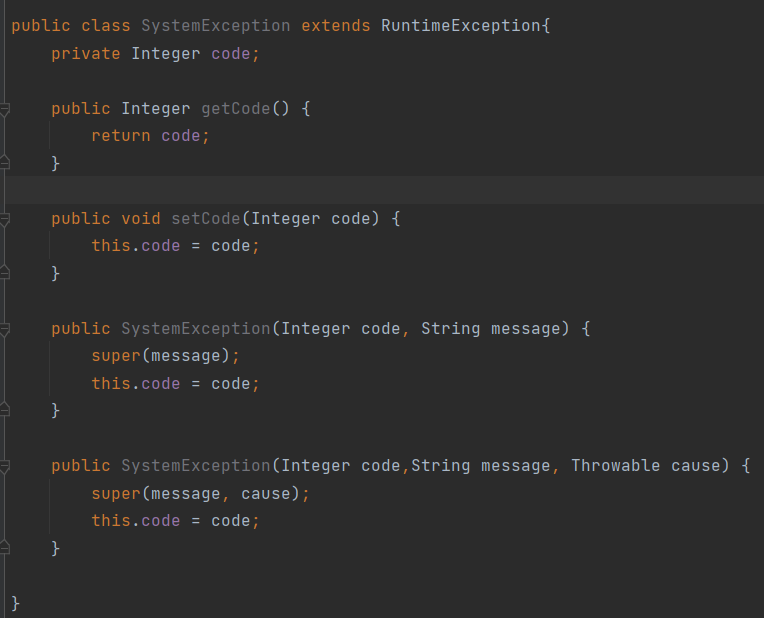 public class SystemException extends RuntimeException{
    private Integer code;

    public Integer getCode() {
        return code;
    }

    public void setCode(Integer code) {
        this.code = code;
    }

    public SystemException(Integer code, String message) {
        super(message);
        this.code = code;
    }

    public SystemException(Integer code,String message, Throwable cause) {
        super(message, cause);
        this.code = code;
    }

}